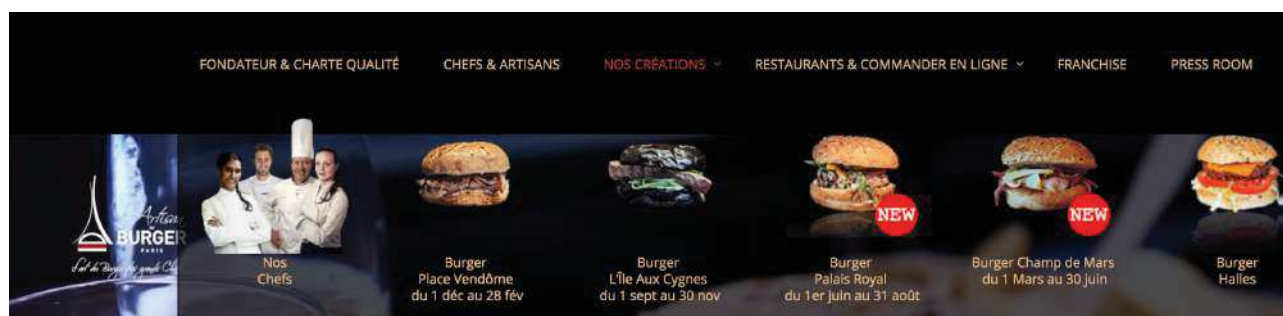 FONDATEUR & CHARTE QUALITÉ
CHEFS & ARTISANS
NOS CRÉATIONS
RESTAURANTS & COMMANDER EN LIGNE
FRANCHISE
PRESS ROOM
Artisan
BURGER
PARIS
Nos
Chefs
Burger
Place Vendôme
du 1 déc au 28 fév
Burger
L'Île Aux Cygnes
du 1 sept au 30 nov
NEW
Burger
Palais Royal
du 1er juin au 31 août
NEW
Burger Champ de Mars
du 1 Mars au 30 juin
Burger
Halles